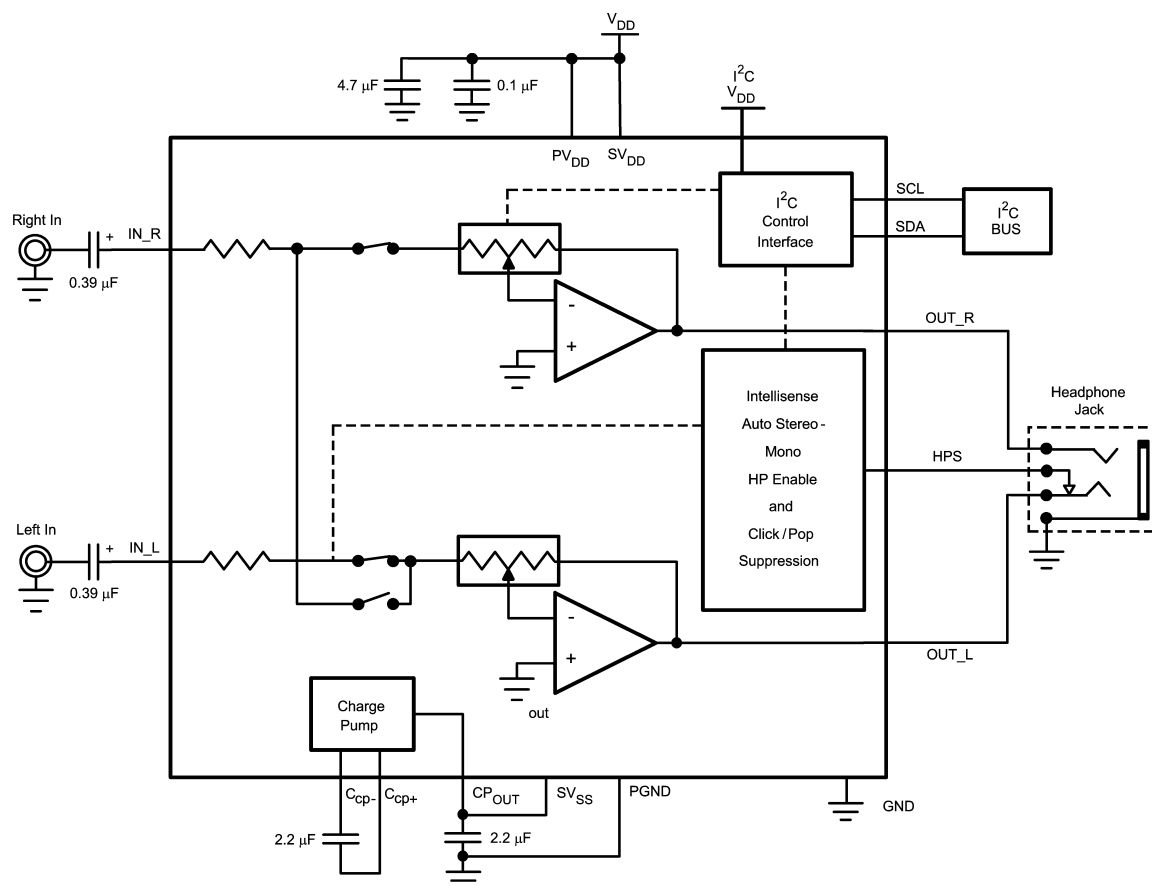 V_DD
4.7 µF
0.1 µF
I²C
V_DD
PV_DD
SV_DD
I²C
Control
Interface
SCL
SDA
I²C
BUS
Right In
+
IN_R
0.39 µF
-
+
OUT_R
Intellisense
Auto Stereo-
Mono
HP Enable
and
Click/Pop
Suppression
Headphone
Jack
HPS
Left In
+
IN_L
0.39 µF
-
+
out
OUT_L
Charge
Pump
C_cp-
C_cp+
CP_OUT
SV_SS
PGND
GND
2.2 µF
2.2 µF